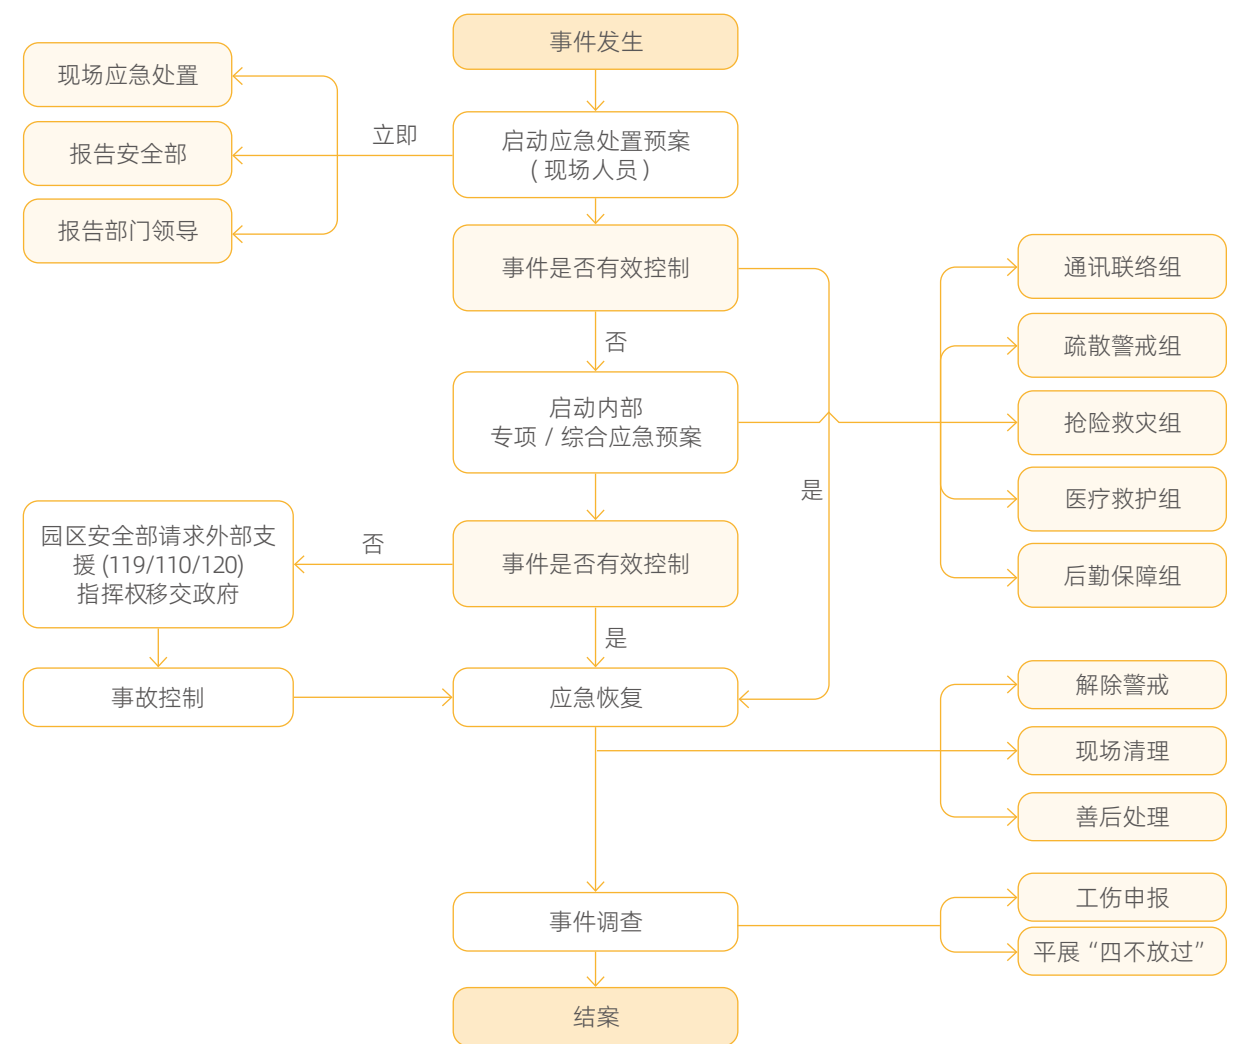 事件发生
现场应急处置
立即
启动应急处置预案
(现场人员)
报告安全部
报告部门领导
事件是否有效控制
通讯联络组
否
疏散警戒组
启动内部
专项 / 综合应急预案
抢险救灾组
是
医疗救护组
园区安全部请求外部支
援 (119/110/120)
指挥权移交政府
否
事件是否有效控制
后勤保障组
是
事故控制
应急恢复
解除警戒
现场清理
善后处理
工伤申报
事件调查
平展“四不放过”
结案